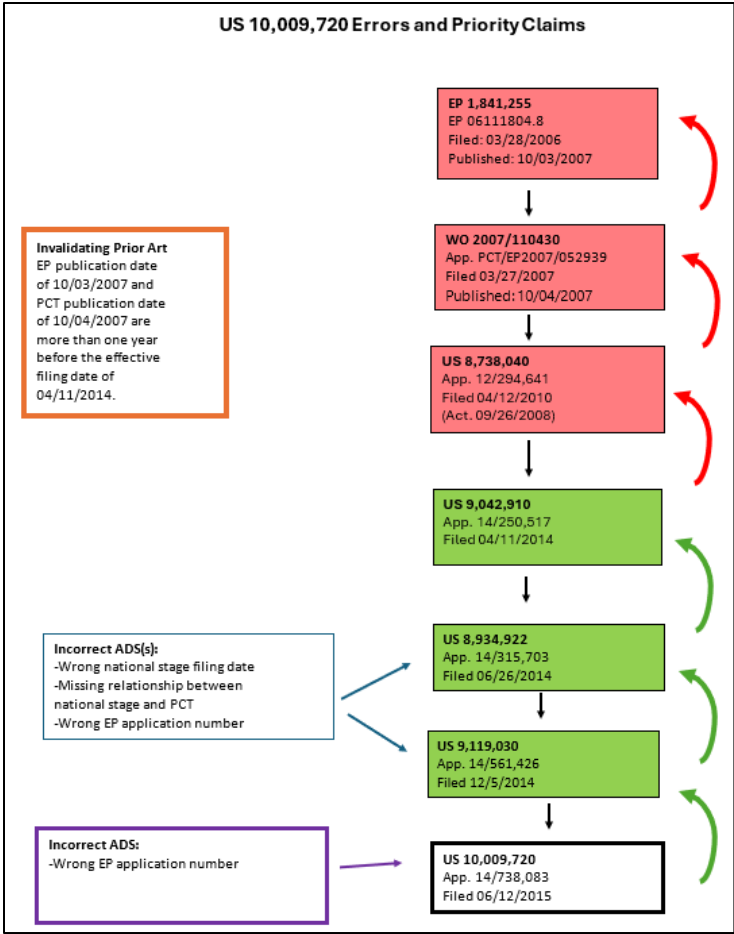 US 10,009,720 Errors and Priority Claims
EP 1,841,255
EP 06111804.8
Filed: 03/28/2006
Published: 10/03/2007
Invalidating Prior Art
EP publication date
of 10/03/2007 and
PCT publication date
of 10/04/2007 are
more than one year
before the effective
filing date of
04/11/2014.
WO 2007/110430
App. PCT/EP2007/052939
Filed 03/27/2007
Published: 10/04/2007
US 8,738,040
App. 12/294,641
Filed 04/12/2010
(Act. 09/26/2008)
US 9,042,910
App. 14/250,517
Filed 04/11/2014
Incorrect ADS(s):
-Wrong national stage filing date
-Missing relationship between
national stage and PCT
-Wrong EP application number
US 8,934,922
App. 14/315,703
Filed 06/26/2014
US 9,119,030
App. 14/561,426
Filed 12/5/2014
Incorrect ADS:
-Wrong EP application number
US 10,009,720
App. 14/738,083
Filed 06/12/2015